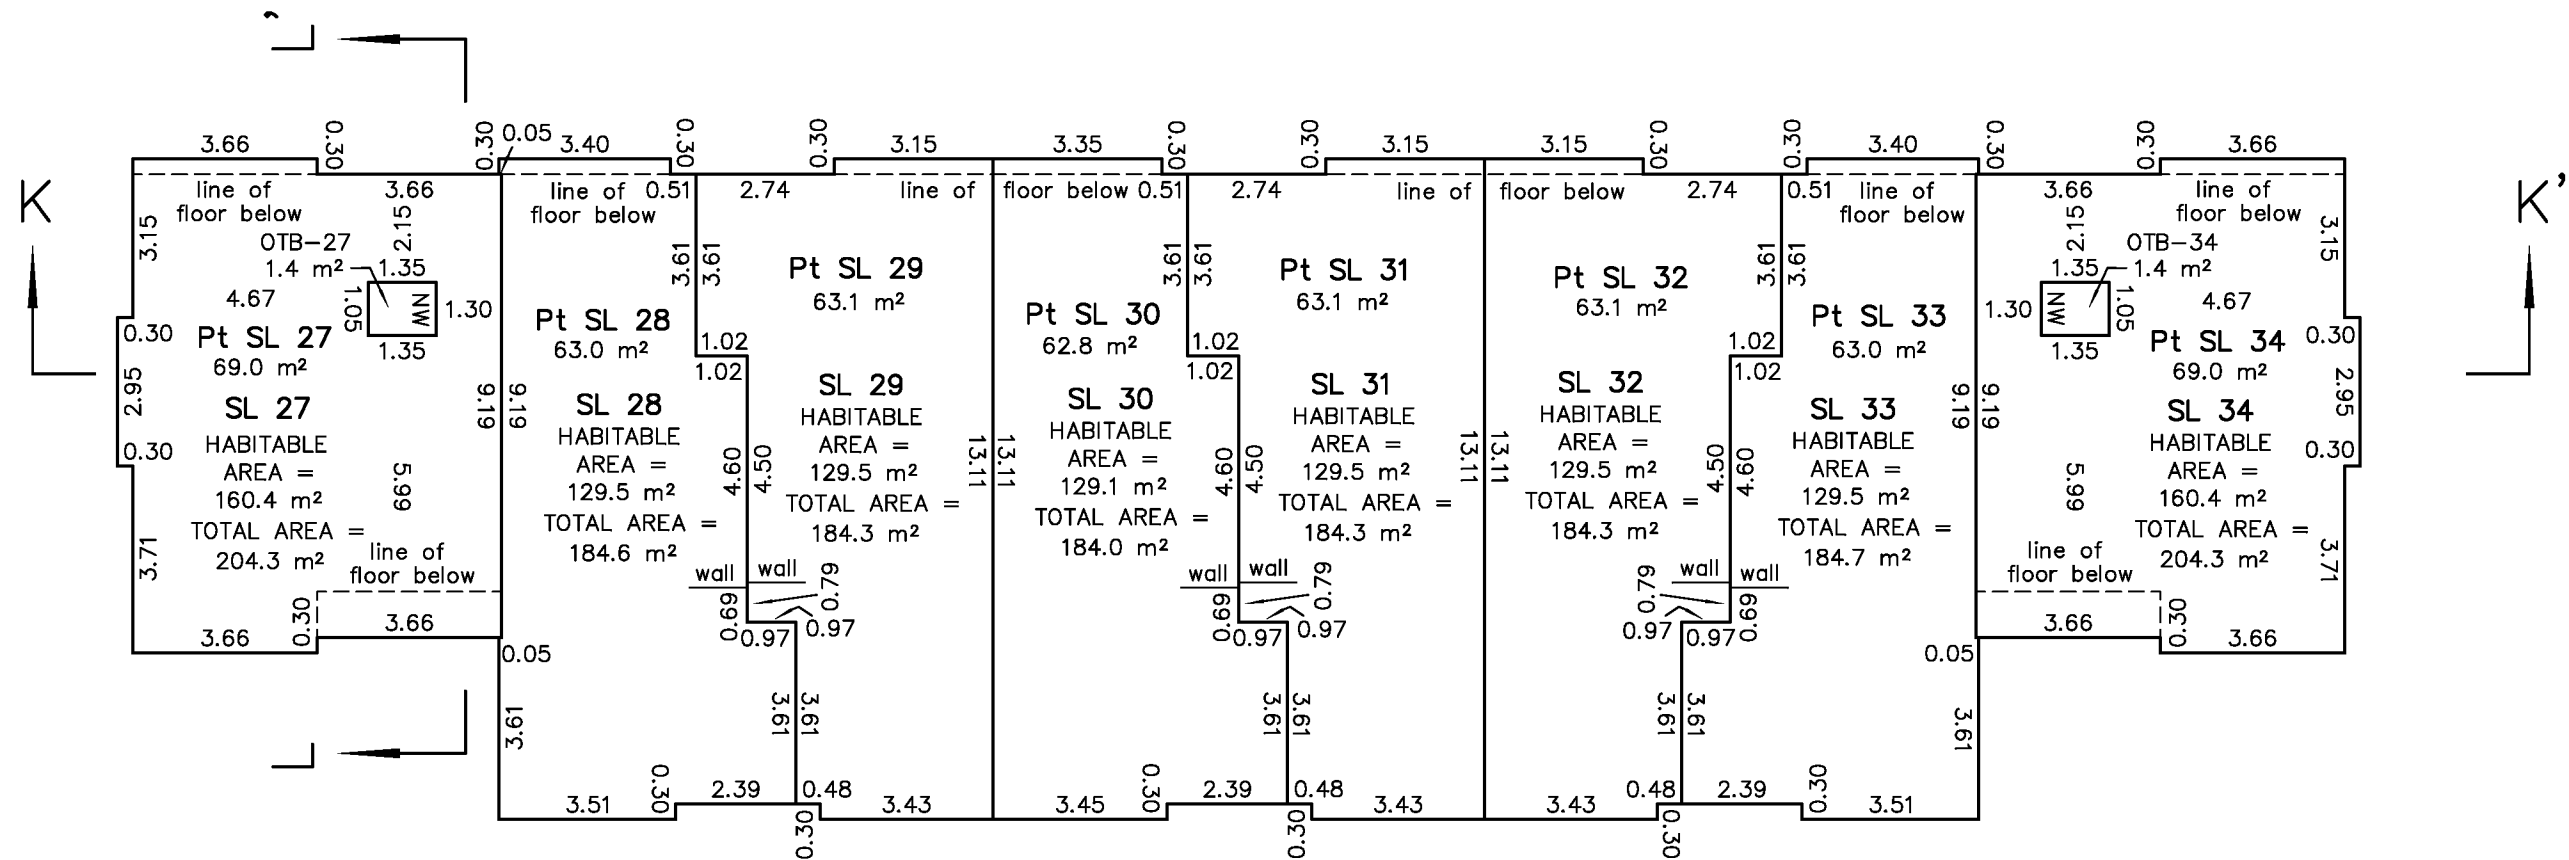 K
K'
3.66
0.30
0.30
0.05
3.40
0.30
0.30
3.15
3.35
0.30
0.30
3.15
3.15
0.30
0.30
3.40
0.30
0.30
3.66
line of
floor below
3.66
line of
floor below
0.51
2.74
line of
floor below
0.51
2.74
line of
floor below
2.74
0.51
line of
floor below
3.66
line of
floor below
3.15
2.15
OTB-27
1.4 m²
1.35
4.67
1.05
NW
1.30
1.35
0.30
Pt SL 27
69.0 m²
2.95
SL 27
HABITABLE
AREA =
160.4 m²
TOTAL AREA =
204.3 m²
0.30
5.99
3.71
line of
floor below
0.30
3.66
3.66
9.19
9.19
Pt SL 28
63.0 m²
SL 28
HABITABLE
AREA =
129.5 m²
TOTAL AREA =
184.6 m²
3.61
3.61
1.02
1.02
4.60
4.50
wall
wall
0.79
0.69
0.97
0.97
0.05
3.61
3.61
3.61
3.51
0.30
2.39
0.48
0.30
3.43
Pt SL 29
63.1 m²
SL 29
HABITABLE
AREA =
129.5 m²
TOTAL AREA =
184.3 m²
13.11
13.11
Pt SL 30
62.8 m²
SL 30
HABITABLE
AREA =
129.1 m²
TOTAL AREA =
184.0 m²
3.61
3.61
1.02
1.02
4.60
4.50
wall
wall
0.79
0.69
0.97
0.97
3.61
3.61
3.45
0.30
2.39
0.48
0.30
3.43
Pt SL 31
63.1 m²
SL 31
HABITABLE
AREA =
129.5 m²
TOTAL AREA =
184.3 m²
13.11
13.11
Pt SL 32
63.1 m²
SL 32
HABITABLE
AREA =
129.5 m²
TOTAL AREA =
184.3 m²
3.61
3.61
1.02
1.02
4.50
4.60
wall
wall
0.79
0.69
0.97
0.97
3.61
3.61
3.43
0.48
0.30
2.39
0.30
3.51
Pt SL 33
63.0 m²
SL 33
HABITABLE
AREA =
129.5 m²
TOTAL AREA =
184.7 m²
9.19
9.19
0.05
3.61
2.15
OTB-34
1.4 m²
1.35
1.30
NW
1.05
1.35
4.67
3.15
0.30
Pt SL 34
69.0 m²
2.95
SL 34
HABITABLE
AREA =
160.4 m²
TOTAL AREA =
204.3 m²
0.30
5.99
3.71
line of
floor below
0.30
3.66
3.66